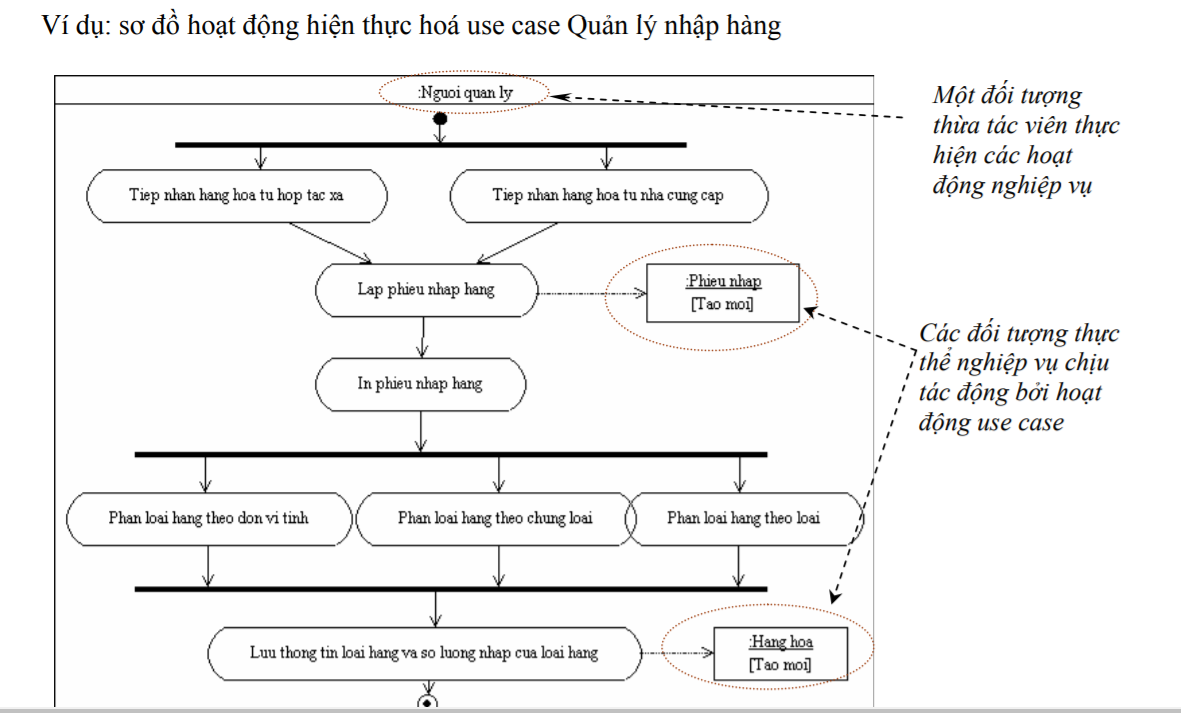 Ví dụ: sơ đồ hoạt động hiện thực hoá use case Quản lý nhập hàng
:Nguoi quan ly
Một đối tượng
thừa tác viên thực
hiện các hoạt
động nghiệp vụ
Tiep nhan hang hoa tu hop tac xa
Tiep nhan hang hoa tu nha cung cap
Lap phieu nhap hang
:Phieu nhap
[Tao moi]
Các đối tượng thực
thể nghiệp vụ chịu
tác động bởi hoạt
động use case
In phieu nhap hang
Phan loai hang theo don vi tinh
Phan loai hang theo chung loai
Phan loai hang theo loai
Luu thong tin loai hang va so luong nhap cua loai hang
:Hang hoa
[Tao moi]